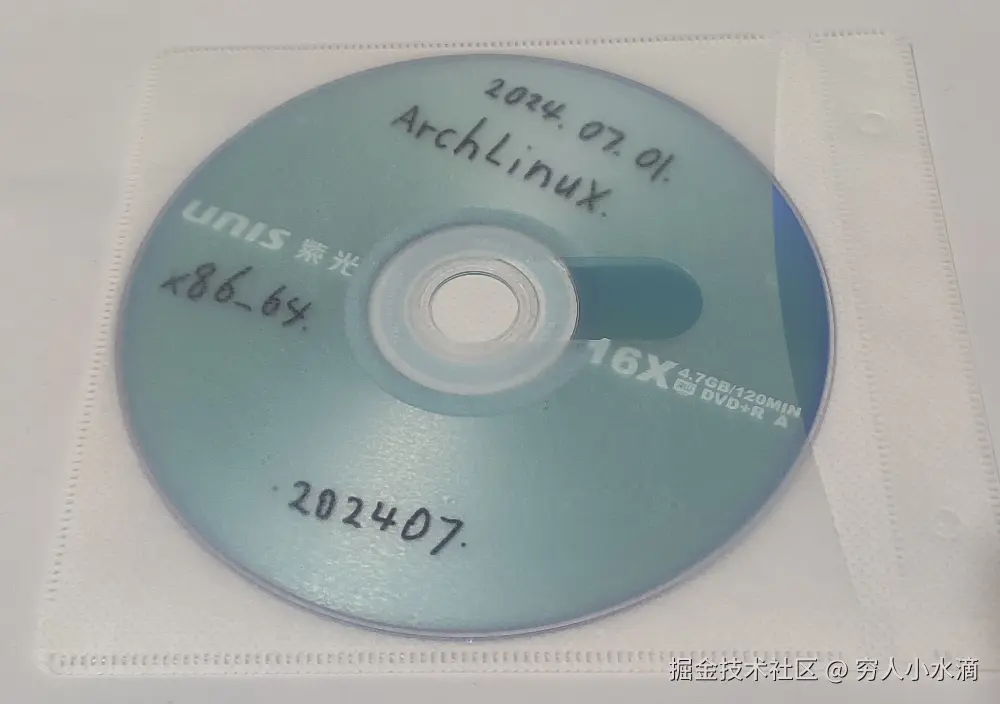 2024.07.01.
ArchLinux.
unis 紫光
x86_64.
16X
4.7GB/120MIN
DVD+R A
.202407.
掘金技术社区 @ 穷人小水滴